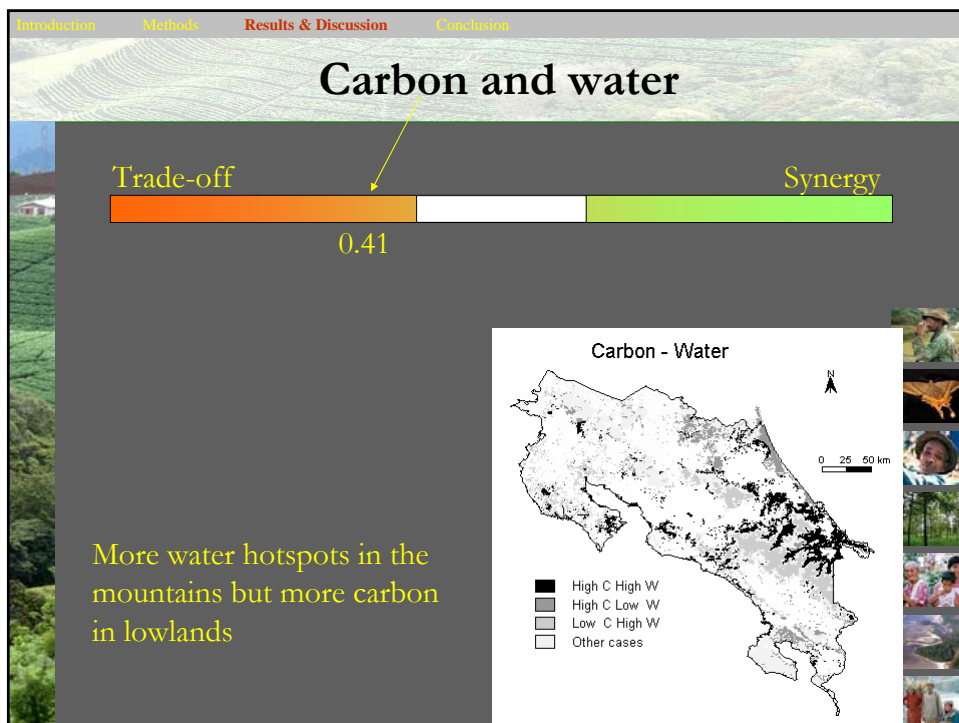 Introduction Methods Results & Discussion Conclusion
Carbon and water
Trade-off Synergy
0.41
Carbon - Water
N
0 25 50 km
High C High W
High C Low W
Low C High W
Other cases
More water hotspots in the
mountains but more carbon
in lowlands